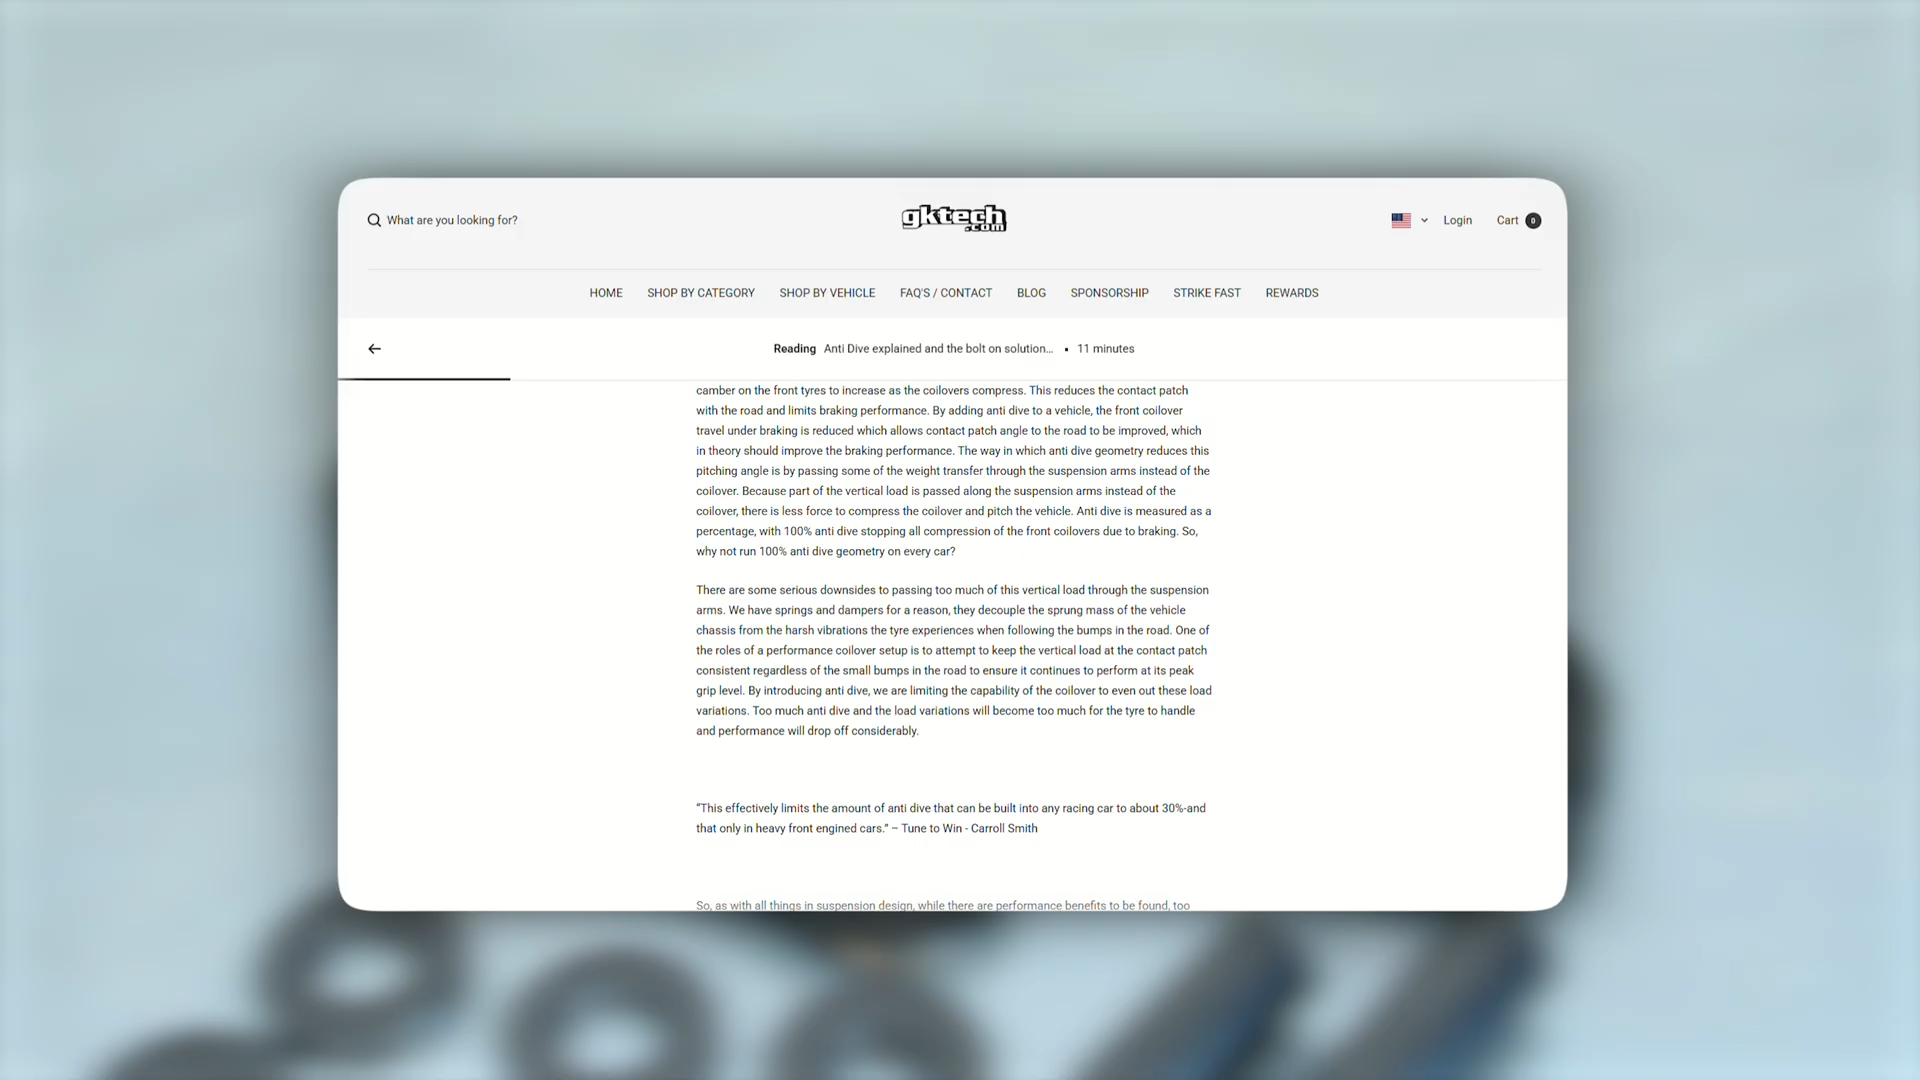 What are you looking for?
gktech
.com
Login
Cart
0
HOME
SHOP BY CATEGORY
SHOP BY VEHICLE
FAQ'S / CONTACT
BLOG
SPONSORSHIP
STRIKE FAST
REWARDS
Reading Anti Dive explained and the bolt on solution... • 11 minutes
camber on the front tyres to increase as the coilovers compress. This reduces the contact patch
with the road and limits braking performance. By adding anti dive to a vehicle, the front coilover
travel under braking is reduced which allows contact patch angle to the road to be improved, which
in theory should improve the braking performance. The way in which anti dive geometry reduces this
pitching angle is by passing some of the weight transfer through the suspension arms instead of the
coilover. Because part of the vertical load is passed along the suspension arms instead of the
coilover, there is less force to compress the coilover and pitch the vehicle. Anti dive is measured as a
percentage, with 100% anti dive stopping all compression of the front coilovers due to braking. So,
why not run 100% anti dive geometry on every car?
There are some serious downsides to passing too much of this vertical load through the suspension
arms. We have springs and dampers for a reason, they decouple the sprung mass of the vehicle
chassis from the harsh vibrations the tyre experiences when following the bumps in the road. One of
the roles of a performance coilover setup is to attempt to keep the vertical load at the contact patch
consistent regardless of the small bumps in the road to ensure it continues to perform at its peak
grip level. By introducing anti dive, we are limiting the capability of the coilover to even out these load
variations. Too much anti dive and the load variations will become too much for the tyre to handle
and performance will drop off considerably.
“This effectively limits the amount of anti dive that can be built into any racing car to about 30%-and
that only in heavy front engined cars.” – Tune to Win - Carroll Smith
So, as with all things in suspension design, while there are performance benefits to be found, too